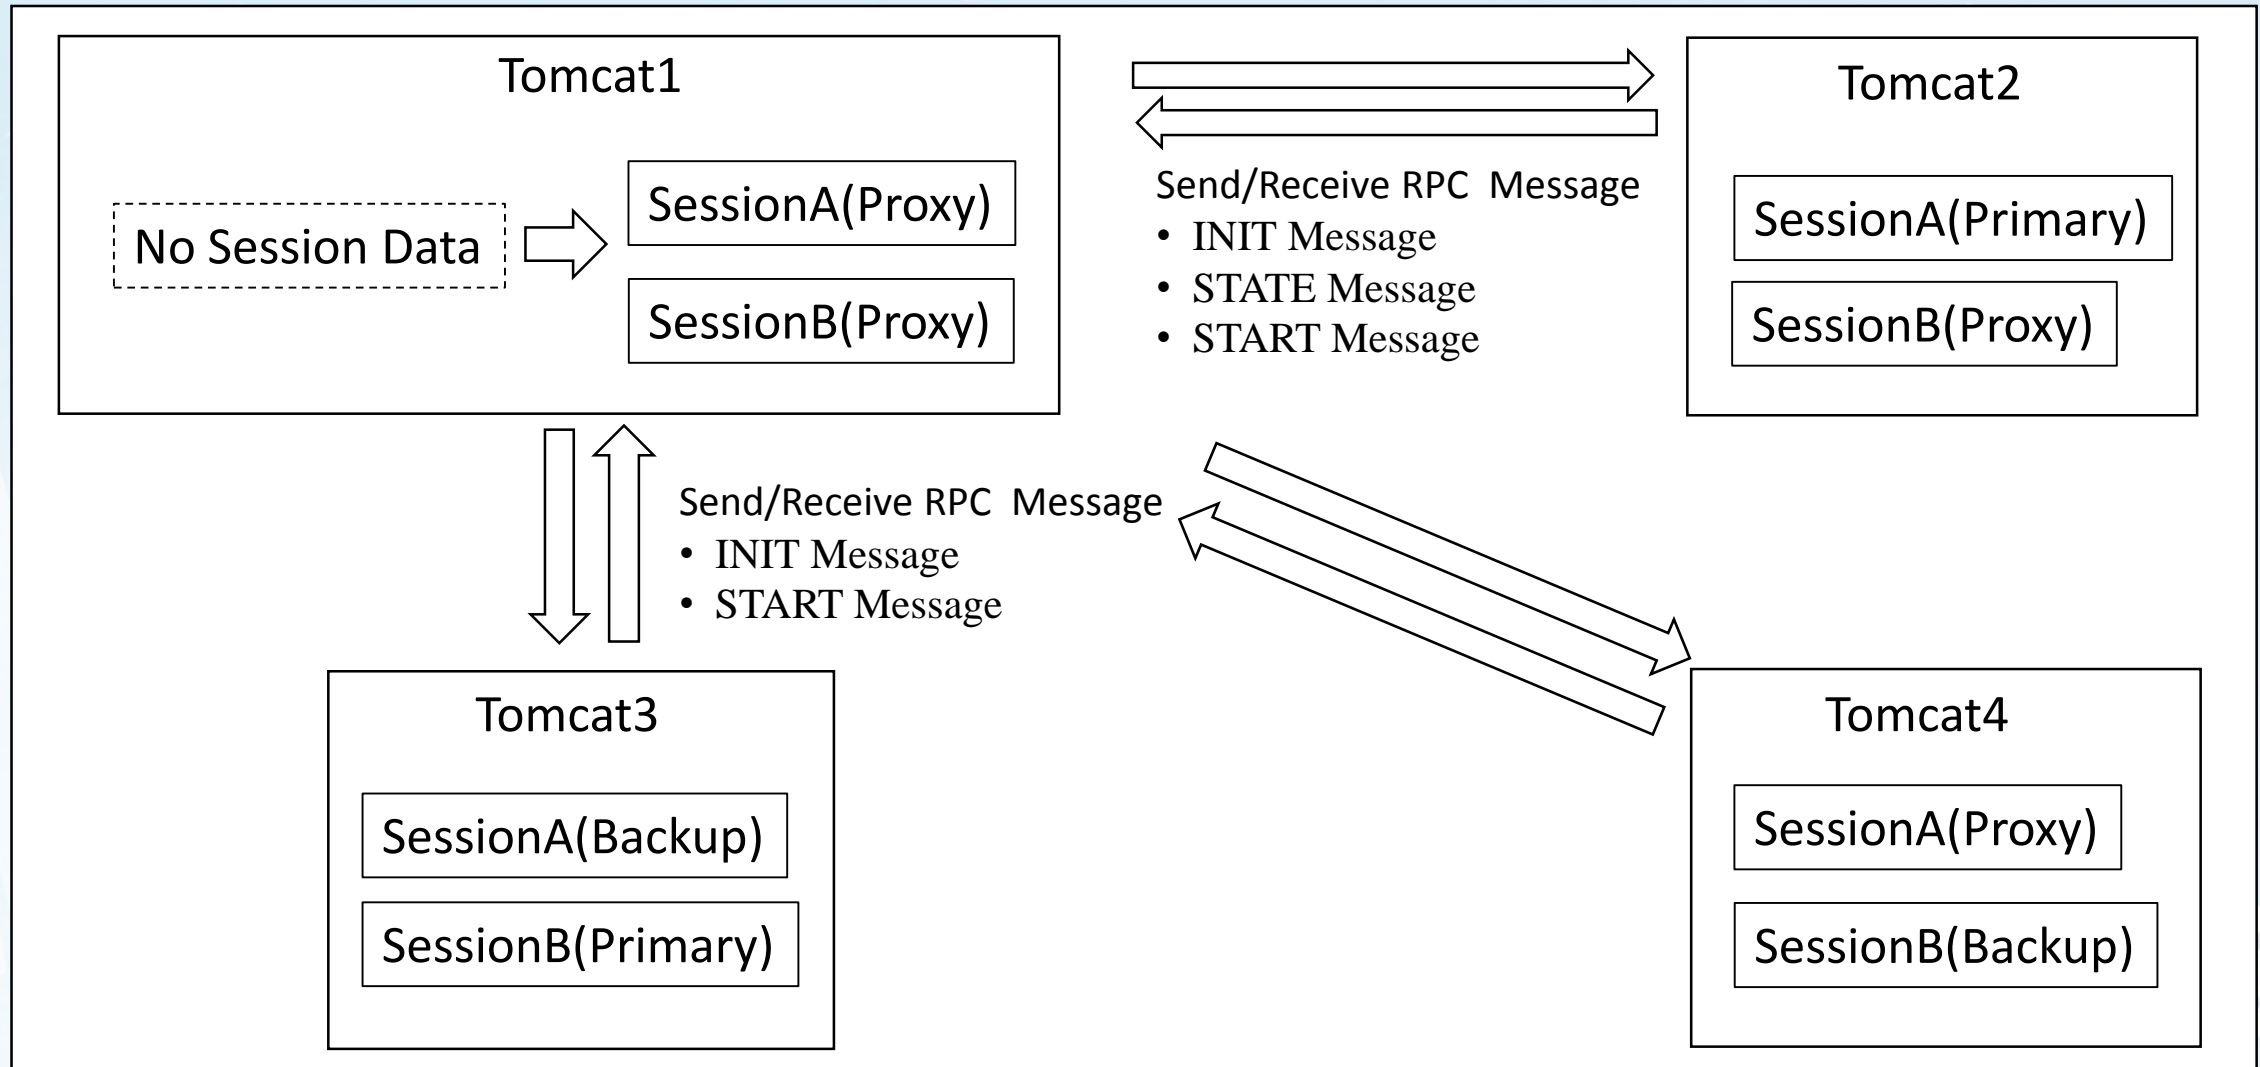 Tomcat1
No Session Data
SessionA(Proxy)
SessionB(Proxy)
Send/Receive RPC  Message
• INIT Message
• STATE Message
• START Message
Tomcat2
SessionA(Primary)
SessionB(Proxy)
Send/Receive RPC  Message
• INIT Message
• START Message
Tomcat3
SessionA(Backup)
SessionB(Primary)
Tomcat4
SessionA(Proxy)
SessionB(Backup)